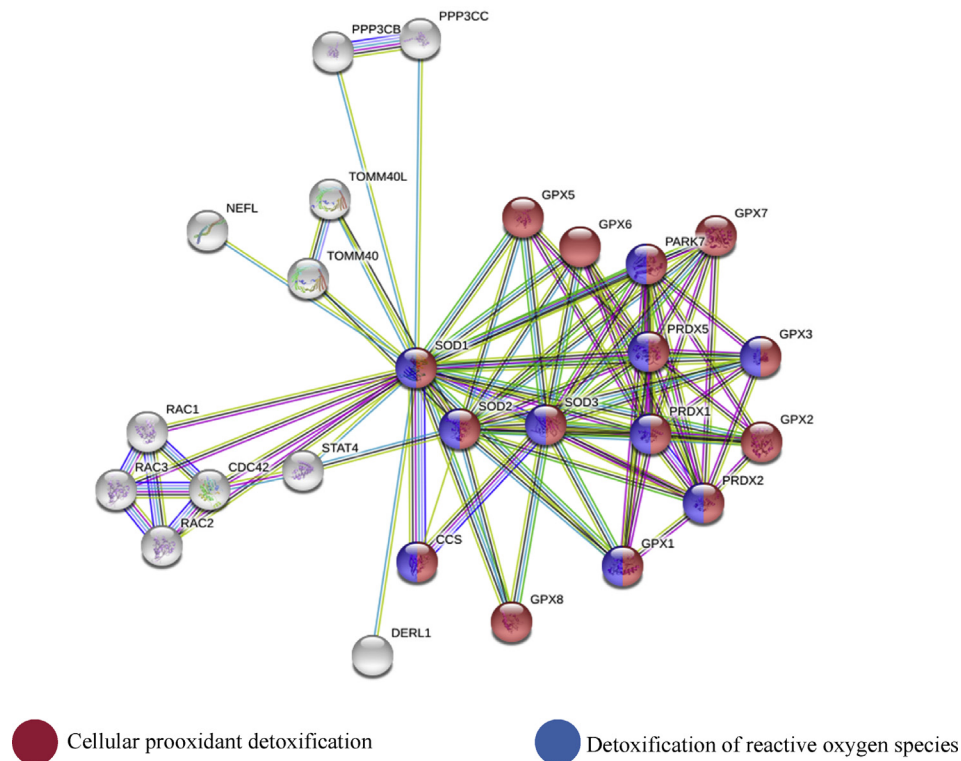 PPP3CB
PPP3CC
TOMM40L
NEFL
TOMM40
GPX5
GPX6
GPX7
PARK7
SOD1
PRDX5
GPX3
SOD2
SOD3
PRDX1
GPX2
RAC1
RAC3
CDC42
STAT4
RAC2
PRDX2
CCS
GPX1
GPX8
DERL1
Cellular prooxidant detoxification
Detoxification of reactive oxygen species